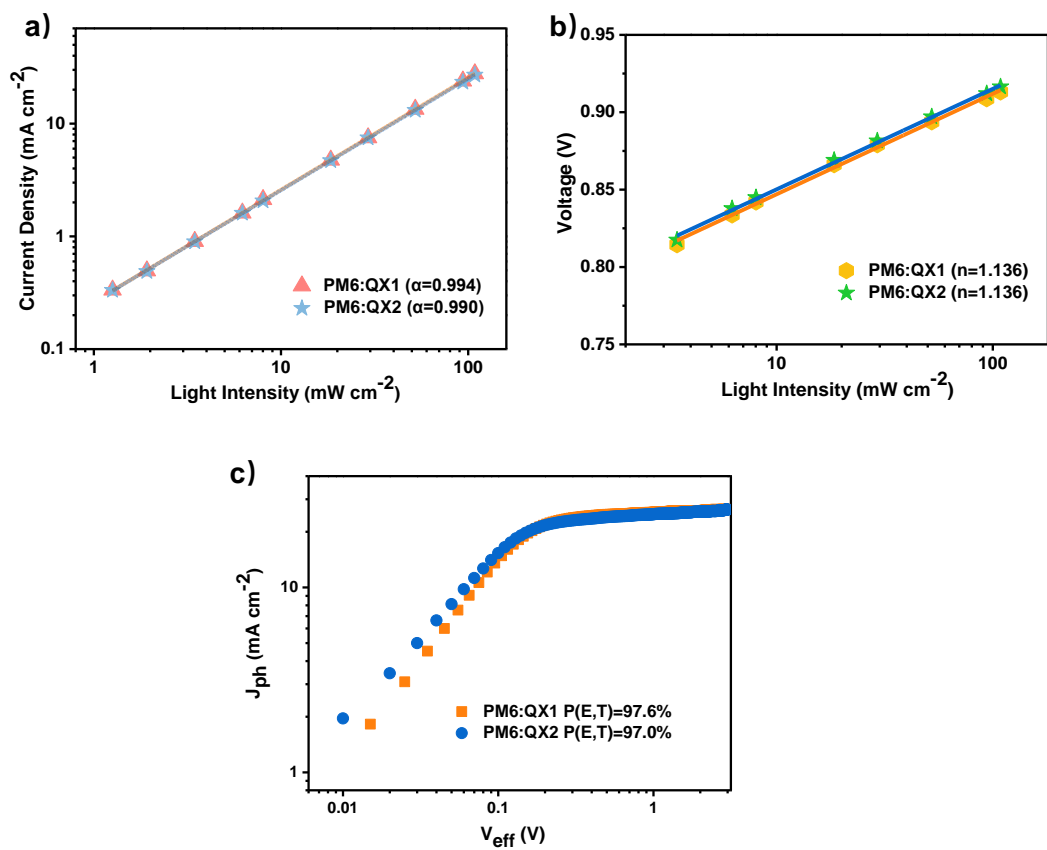 a)
Current Density (mA cm-2)
10
1
0.1
PM6:QX1 (α=0.994)
PM6:QX2 (α=0.990)
1 10 100
Light Intensity (mW cm-2)
b)
Voltage (V)
0.95
0.90
0.85
0.80
0.75
PM6:QX1 (n=1.136)
PM6:QX2 (n=1.136)
10 100
Light Intensity (mW cm-2)
c)
Jph (mA cm-2)
10
1
PM6:QX1 P(E,T)=97.6%
PM6:QX2 P(E,T)=97.0%
0.01 0.1 1
Veff (V)